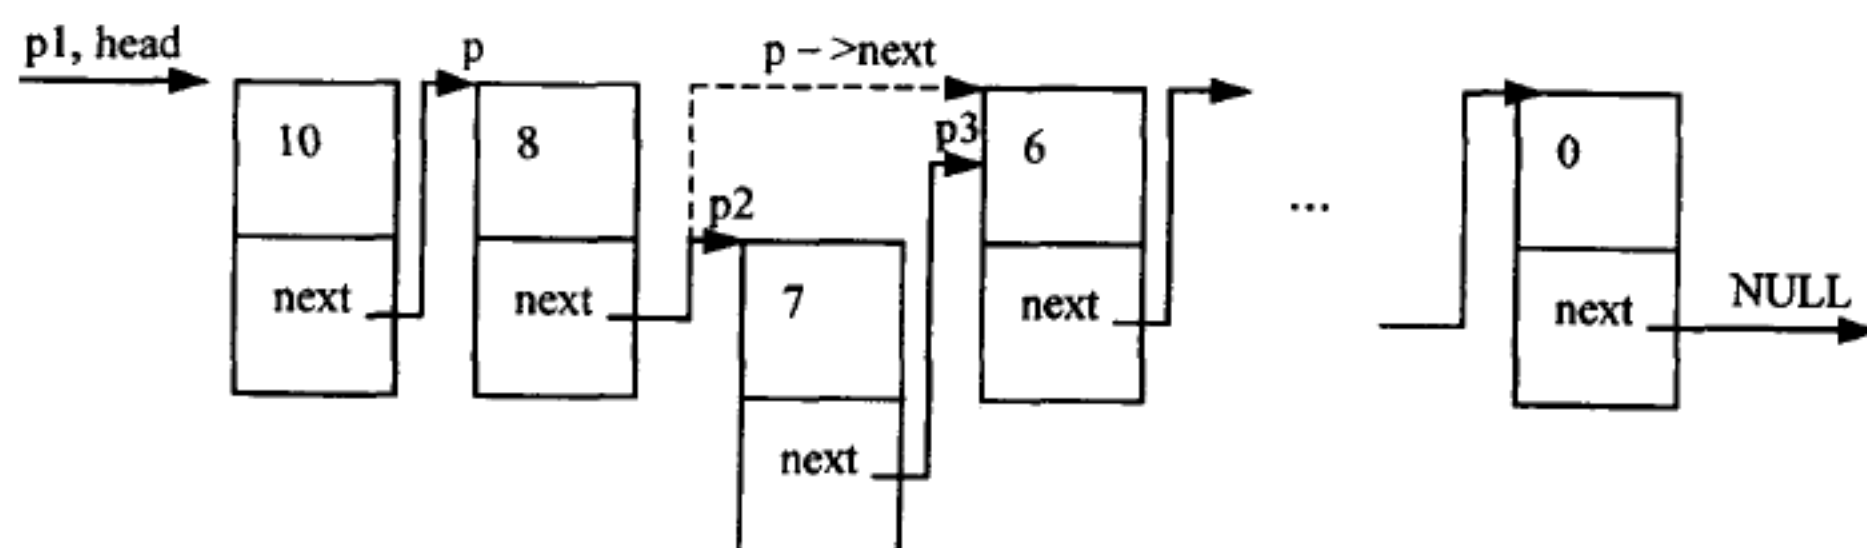 p1, head
p
p – >next
10
8
p3
6
0
p2
...
next
next
7
next
next
NULL
next